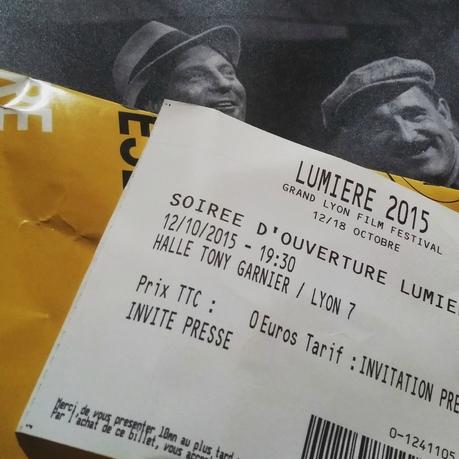 LUMIERE 2015
GRAND LYON FILM FESTIVAL
12/18 OCTOBRE
SOIREE D'OUVERTURE LUMIE
12/10/2015 - 19:30
HALLE TONY GARNIER / LYON 7
Prix TTC : 0 Euros Tarif : INVITATION PRE
INVITE PRESSE
Merci de vous presenter 10mn au plus tard
Par l'achat de ce billet, vous acce
0-1241105